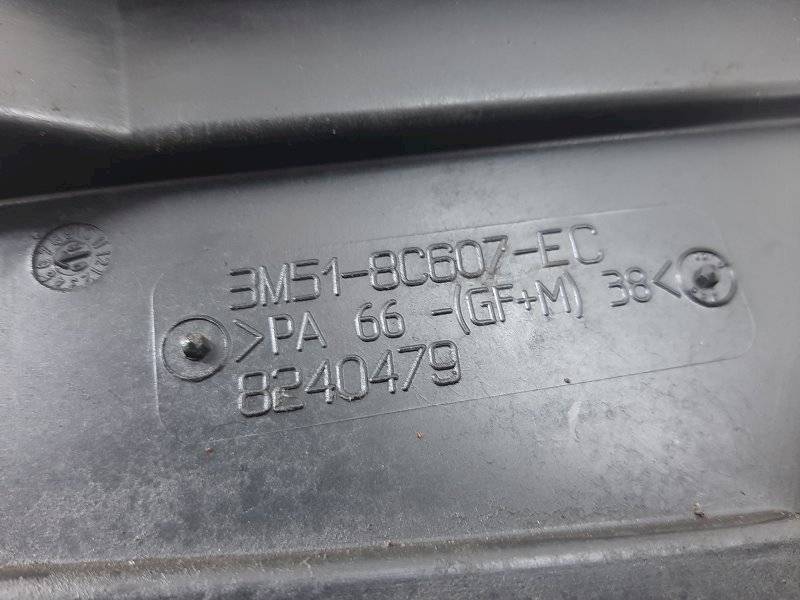 3M51-8C607-EC
>PA 66 -(GF+M) 38<
8240479